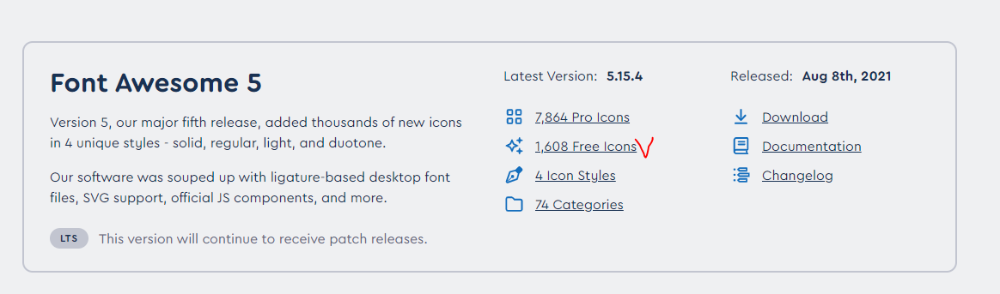 Font Awesome 5
Version 5, our major fifth release, added thousands of new icons
in 4 unique styles - solid, regular, light, and duotone.
Our software was souped up with ligature-based desktop font
files, SVG support, official JS components, and more.
LTS This version will continue to receive patch releases.
Latest Version: 5.15.4
7,864 Pro Icons
1,608 Free Icons
4 Icon Styles
74 Categories
Released: Aug 8th, 2021
Download
Documentation
Changelog